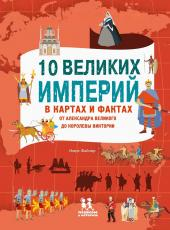 10 ВЕЛИКИХ
ИМПЕРИЙ
В КАРТАХ И ФАКТАХ
ОТ АЛЕКСАНДРА ВЕЛИКОГО
ДО КОРОЛЕВЫ ВИКТОРИИ